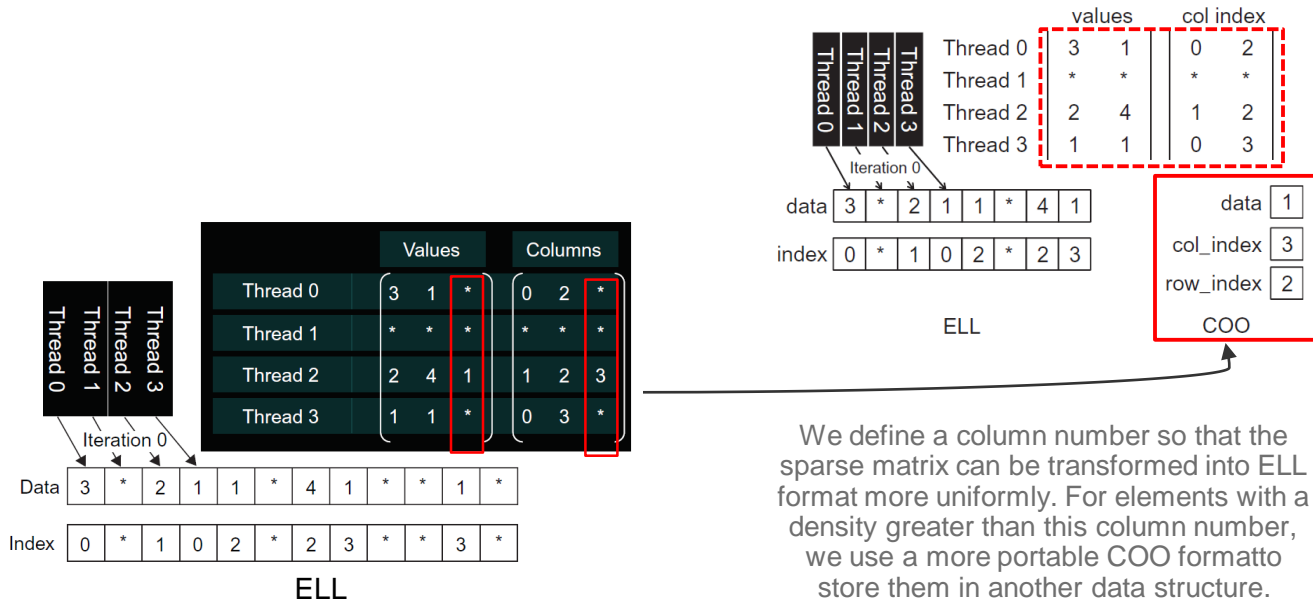 Values Columns
Thread 0 3 1 * 0 2 *
Thread 1 * * * * * *
Thread 2 2 4 1 1 2 3
Thread 3 1 1 * 0 3 *
Thread 0
Thread 1
Thread 2
Thread 3
Iteration 0
Data 3 * 2 1 1 * 4 1 * * 1 *
Index 0 * 1 0 2 * 2 3 * * 3 *
ELL
values col index
Thread 0 3 1 0 2
Thread 1 * * * *
Thread 2 2 4 1 2
Thread 3 1 1 0 3
Thread 0
Thread 1
Thread 2
Thread 3
Iteration 0
data 3 * 2 1 1 * 4 1
index 0 * 1 0 2 * 2 3
ELL
data 1
col_index 3
row_index 2
COO
We define a column number so that the
sparse matrix can be transformed into ELL
format more uniformly. For elements with a
density greater than this column number,
we use a more portable COO formatto
store them in another data structure.